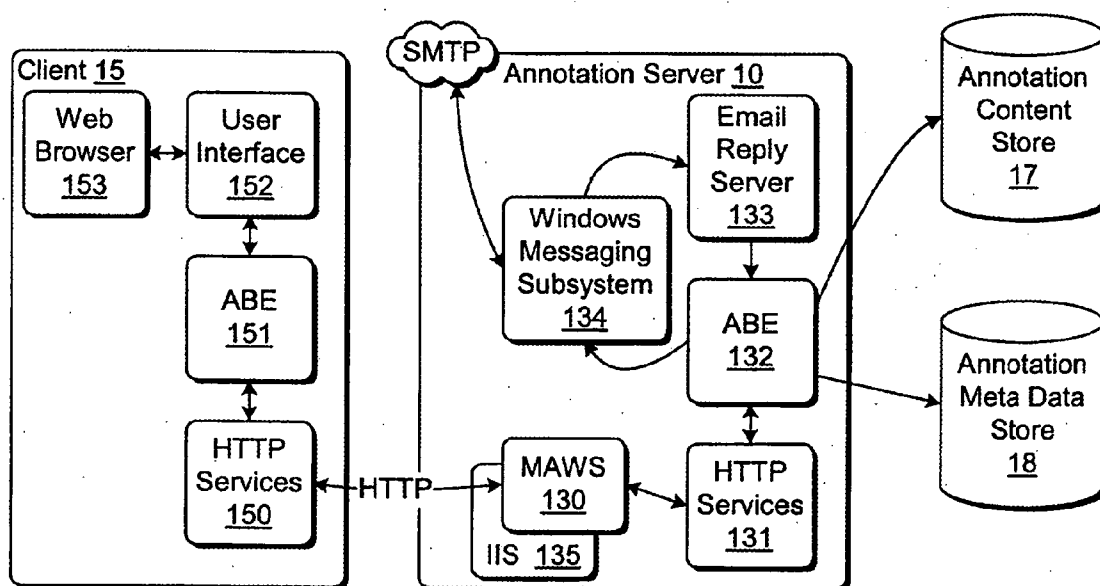 Client 15
Web
Browser
153
User
Interface
152
ABE
151
HTTP
Services
150
HTTP
SMTP
Annotation Server 10
Email
Reply
Server
133
Windows
Messaging
Subsystem
134
ABE
132
MAWS
130
IIS 135
HTTP
Services
131
Annotation
Content
Store
17
Annotation
Meta Data
Store
18